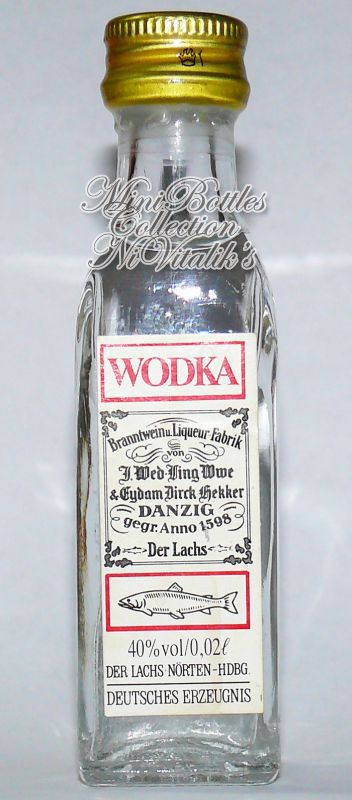 Mini Bottles
Collection
NiVitalik's
WODKA
Branntwein u. Liqueur-Fabrik
von
J. Wed-Ling Wwe
& Eydam Dirck Hekker
DANZIG
gegr. Anno 1598
Der Lachs
40% vol/0,02ℓ
DER LACHS·NÖRTEN-HDBG.
DEUTSCHES ERZEUGNIS